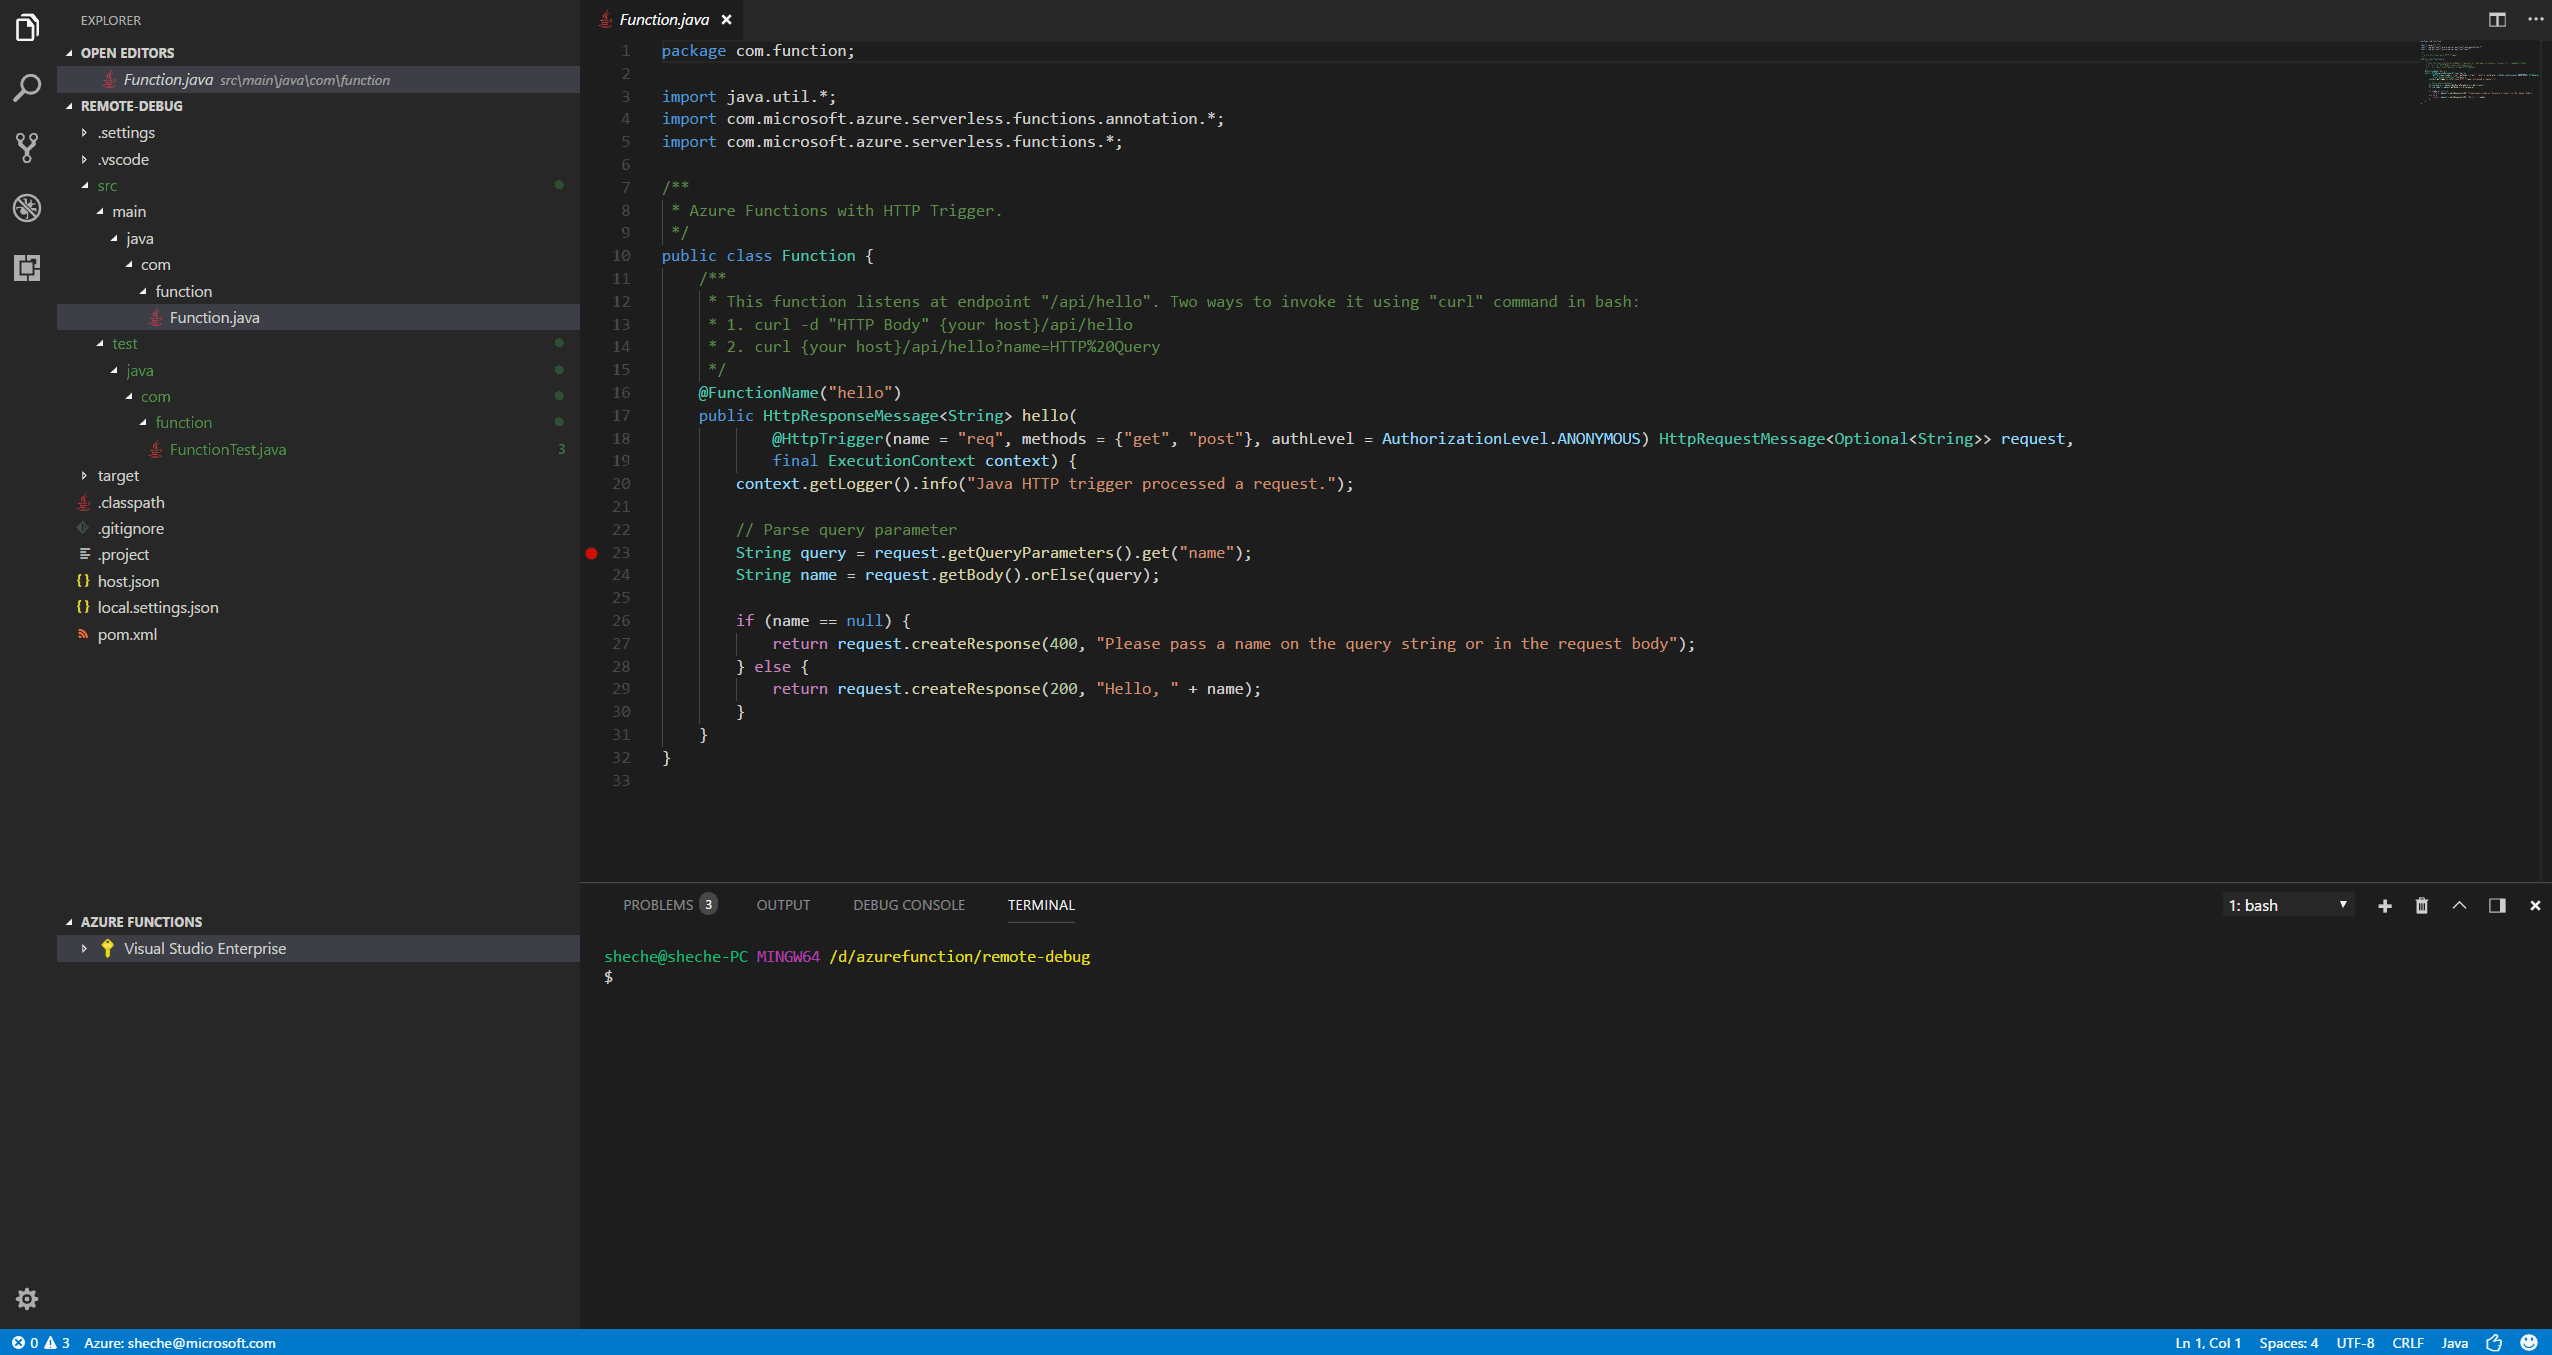 EXPLORER
OPEN EDITORS
Function.java src\main\java\com\function
REMOTE-DEBUG
.settings
.vscode
src
main
java
com
function
Function.java
test
java
com
function
FunctionTest.java 3
target
.classpath
.gitignore
.project
host.json
local.settings.json
pom.xml
AZURE FUNCTIONS
Visual Studio Enterprise
Function.java
1 package com.function;
2
3 import java.util.*;
4 import com.microsoft.azure.serverless.functions.annotation.*;
5 import com.microsoft.azure.serverless.functions.*;
6
7 /**
8  * Azure Functions with HTTP Trigger.
9  */
10 public class Function {
11     /**
12      * This function listens at endpoint "/api/hello". Two ways to invoke it using "curl" command in bash:
13      * 1. curl -d "HTTP Body" {your host}/api/hello
14      * 2. curl {your host}/api/hello?name=HTTP%20Query
15      */
16     @FunctionName("hello")
17     public HttpResponseMessage<String> hello(
18             @HttpTrigger(name = "req", methods = {"get", "post"}, authLevel = AuthorizationLevel.ANONYMOUS) HttpRequestMessage<Optional<String>> request,
19             final ExecutionContext context) {
20         context.getLogger().info("Java HTTP trigger processed a request.");
21
22         // Parse query parameter
23         String query = request.getQueryParameters().get("name");
24         String name = request.getBody().orElse(query);
25
26         if (name == null) {
27             return request.createResponse(400, "Please pass a name on the query string or in the request body");
28         } else {
29             return request.createResponse(200, "Hello, " + name);
30         }
31     }
32 }
33
PROBLEMS 3 OUTPUT DEBUG CONSOLE TERMINAL 1: bash
sheche@sheche-PC MINGW64 /d/azurefunction/remote-debug
$
0 3 Azure: sheche@microsoft.com Ln 1, Col 1 Spaces: 4 UTF-8 CRLF Java